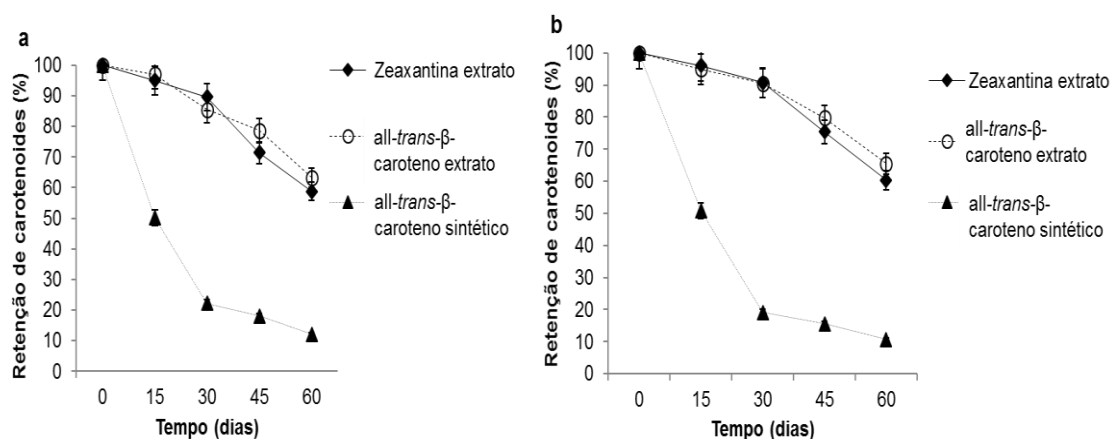 a
Retenção de carotenoides (%)
100
90
80
70
60
50
40
30
20
10
0
0 15 30 45 60
Tempo (dias)
Zeaxantina extrato
all-trans-β-
caroteno extrato
all-trans-β-
caroteno sintético
b
Retenção de carotenoides (%)
100
90
80
70
60
50
40
30
20
10
0
0 15 30 45 60
Tempo (dias)
Zeaxantina extrato
all-trans-β-
caroteno extrato
all-trans-β-
caroteno sintético